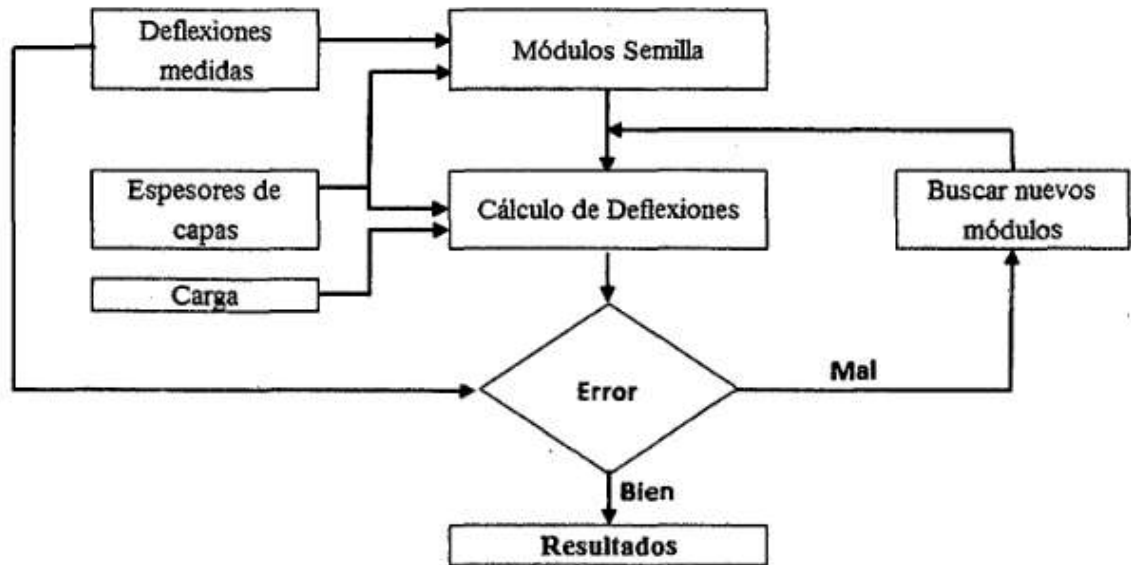 Deflexiones
medidas
Módulos Semilla
Espesores de
capas
Cálculo de Deflexiones
Buscar nuevos
módulos
Carga
Error
Mal
Bien
Resultados